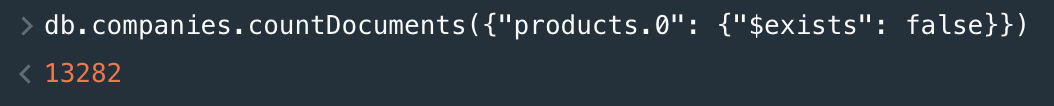 > db.companies.countDocuments({"products.0": {"$exists": false}})
< 13282